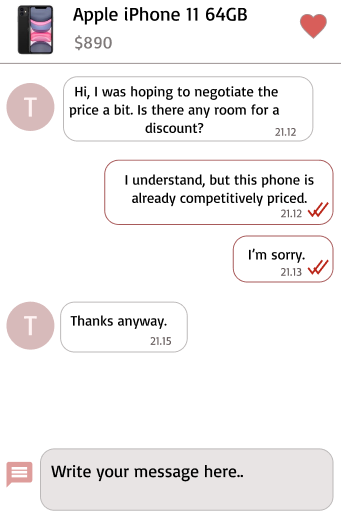 Apple iPhone 11 64GB
$890
T
Hi, I was hoping to negotiate the
price a bit. Is there any room for a
discount?
21.12
I understand, but this phone is
already competitively priced.
21.12
I'm sorry.
21.13
T
Thanks anyway.
21.15
Write your message here..